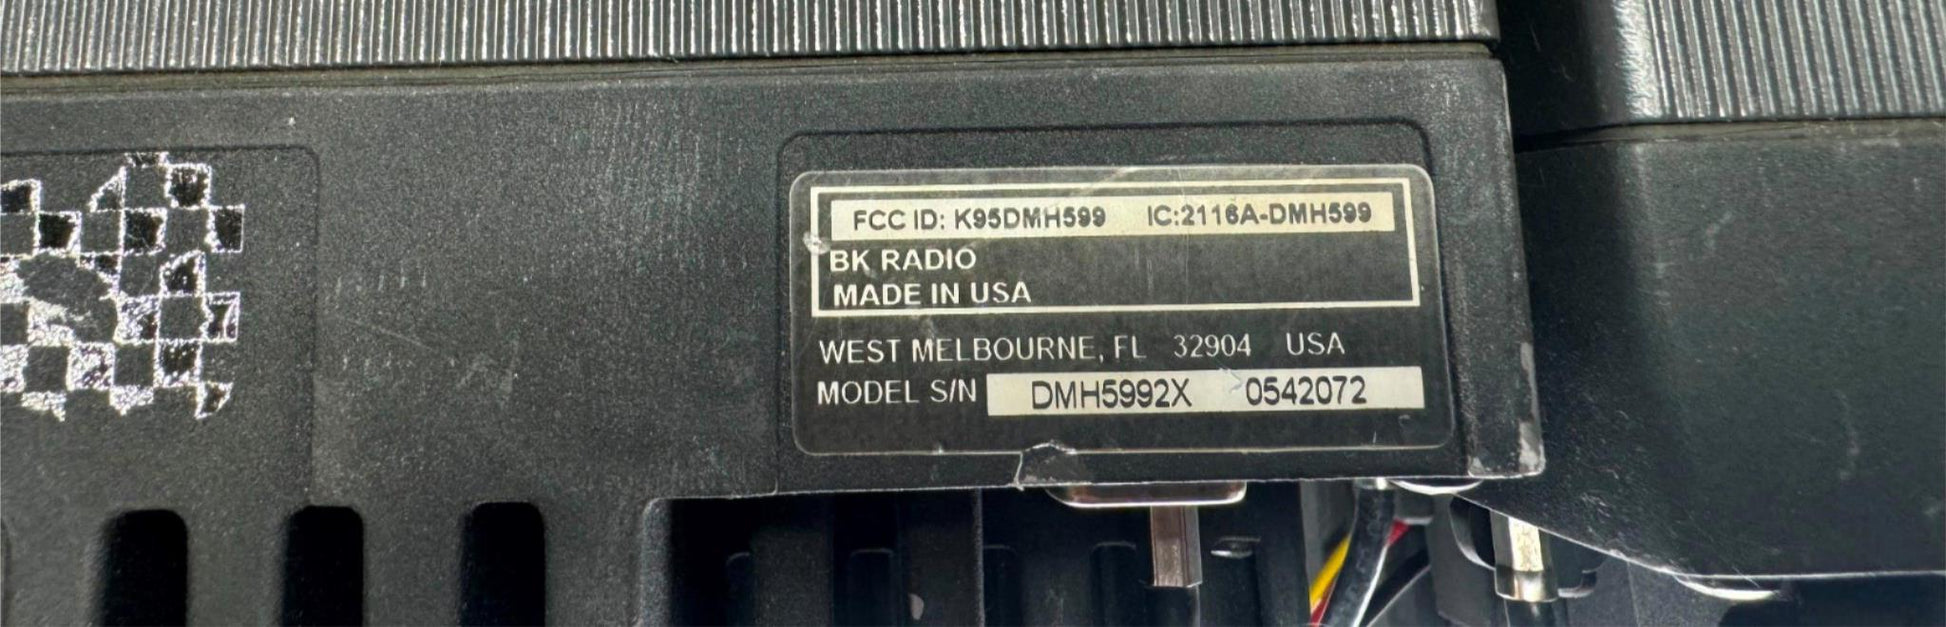 FCC ID: K95DMH599 IC:2116A-DMH599
BK RADIO
MADE IN USA
WEST MELBOURNE, FL 32904 USA
MODEL S/N DMH5992X 0542072